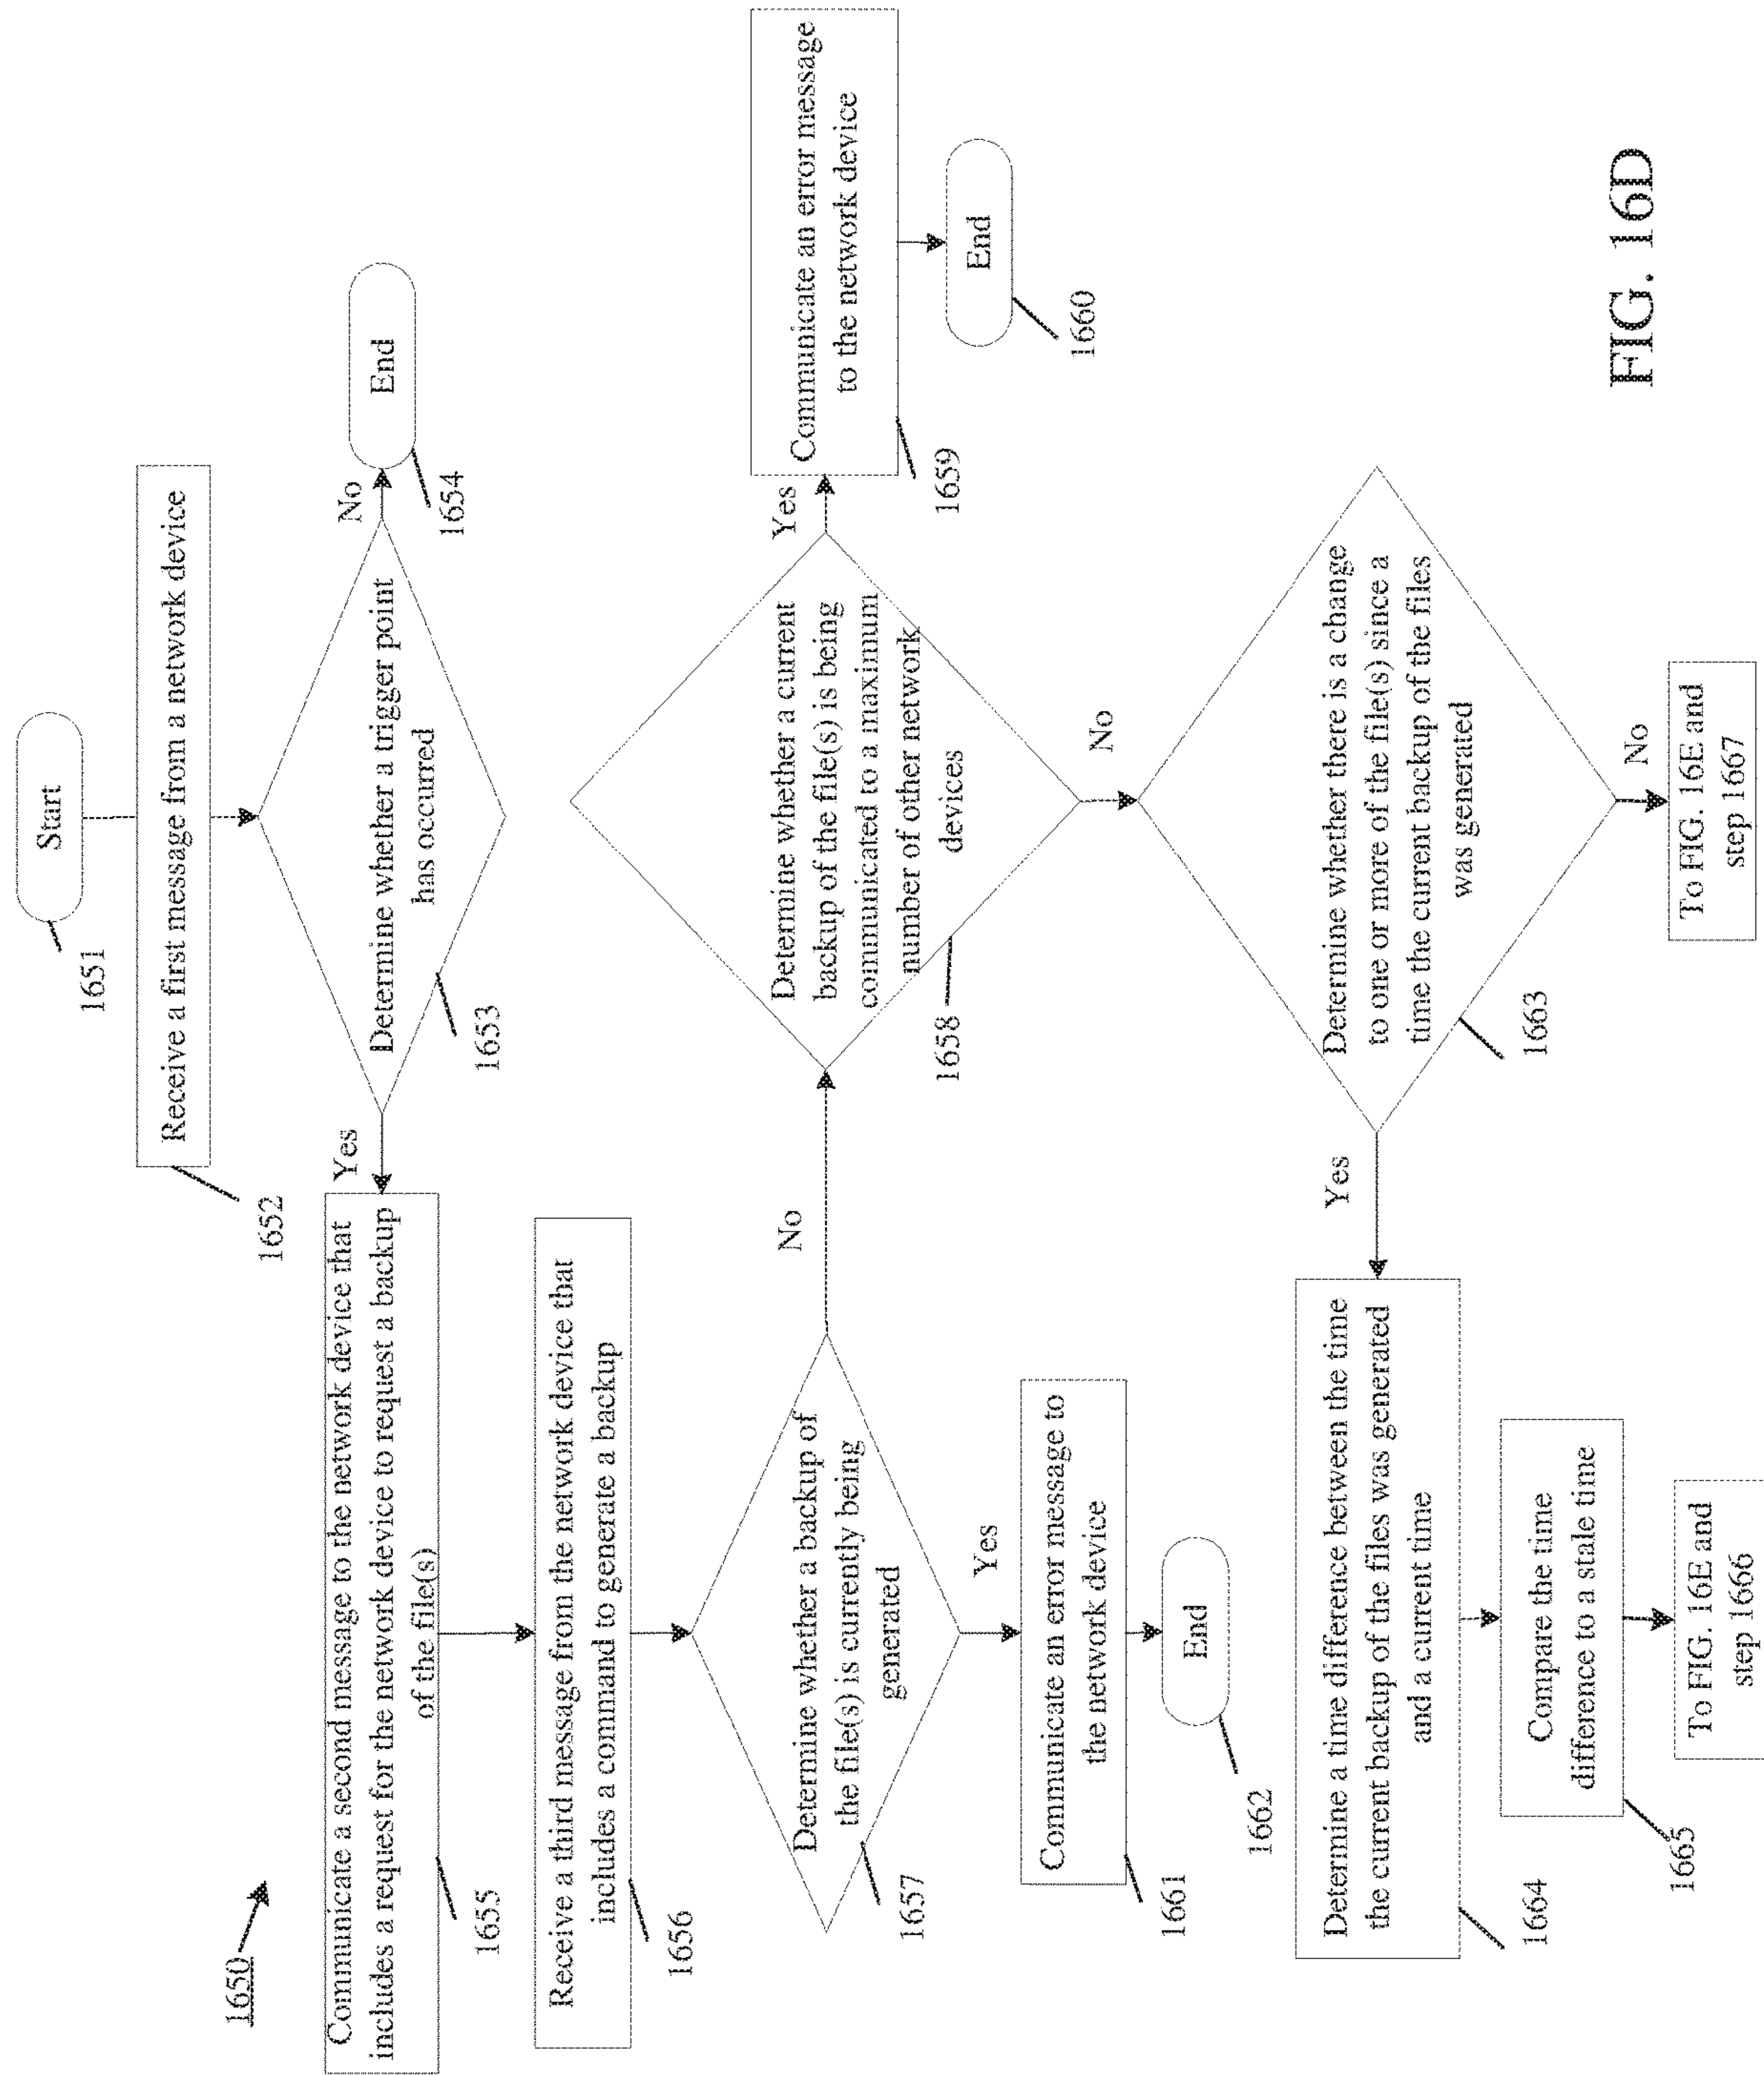 1650
Start
1651
Receive a first message from a network device
1652
Determine whether a trigger point
has occurred
1653
No
End
1654
Yes
Communicate a second message to the network device that
includes a request for the network device to request a backup
of the file(s)
1655
Receive a third message from the network device that
includes a command to generate a backup
1656
Determine whether a backup of
the file(s) is currently being
generated
1657
No
Determine whether a current
backup of the file(s) is being
communicated to a maximum
number of other network
devices
1658
Yes
Communicate an error message
to the network device
1659
End
1660
Yes
Communicate an error message to
the network device
1661
End
1662
No
Determine whether there is a change
to one or more of the file(s) since a
time the current backup of the files
was generated
1663
Yes
Determine a time difference between the time
the current backup of the files was generated
and a current time
1664
Compare the time
difference to a stale time
1665
To FIG. 16E and
step 1666
No
To FIG. 16E and
step 1667
FIG. 16D